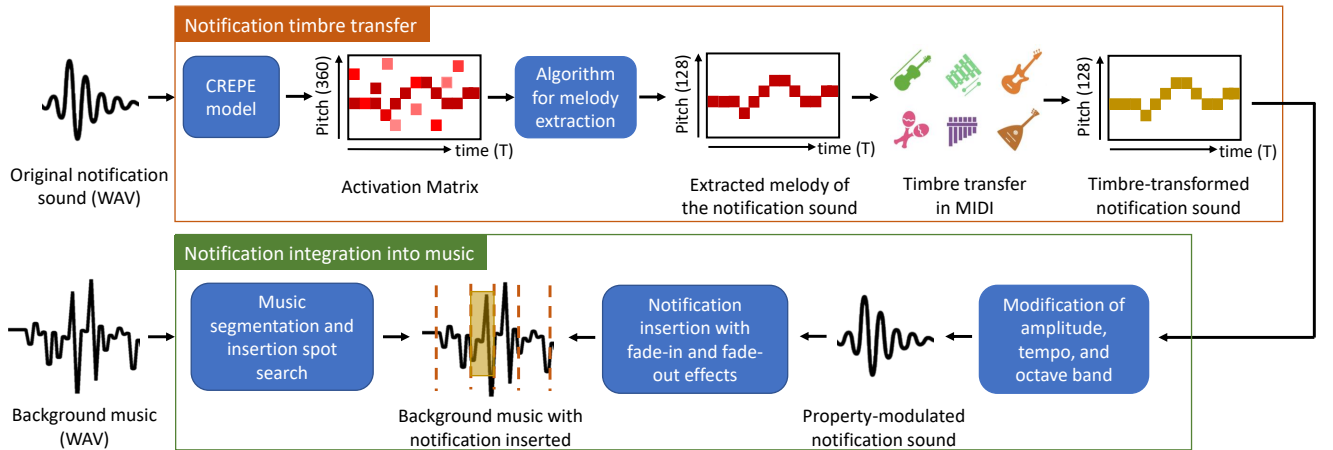 Notification timbre transfer
Original notification
sound (WAV)
CREPE
model
Pitch (360)
time (T)
Activation Matrix
Algorithm
for melody
extraction
Pitch (128)
time (T)
Extracted melody of
the notification sound
Timbre transfer
in MIDI
Pitch (128)
time (T)
Timbre-transformed
notification sound
Notification integration into music
Background music
(WAV)
Music
segmentation and
insertion spot
search
Background music with
notification inserted
Notification
insertion with
fade-in and fade-
out effects
Property-modulated
notification sound
Modification of
amplitude,
tempo, and
octave band